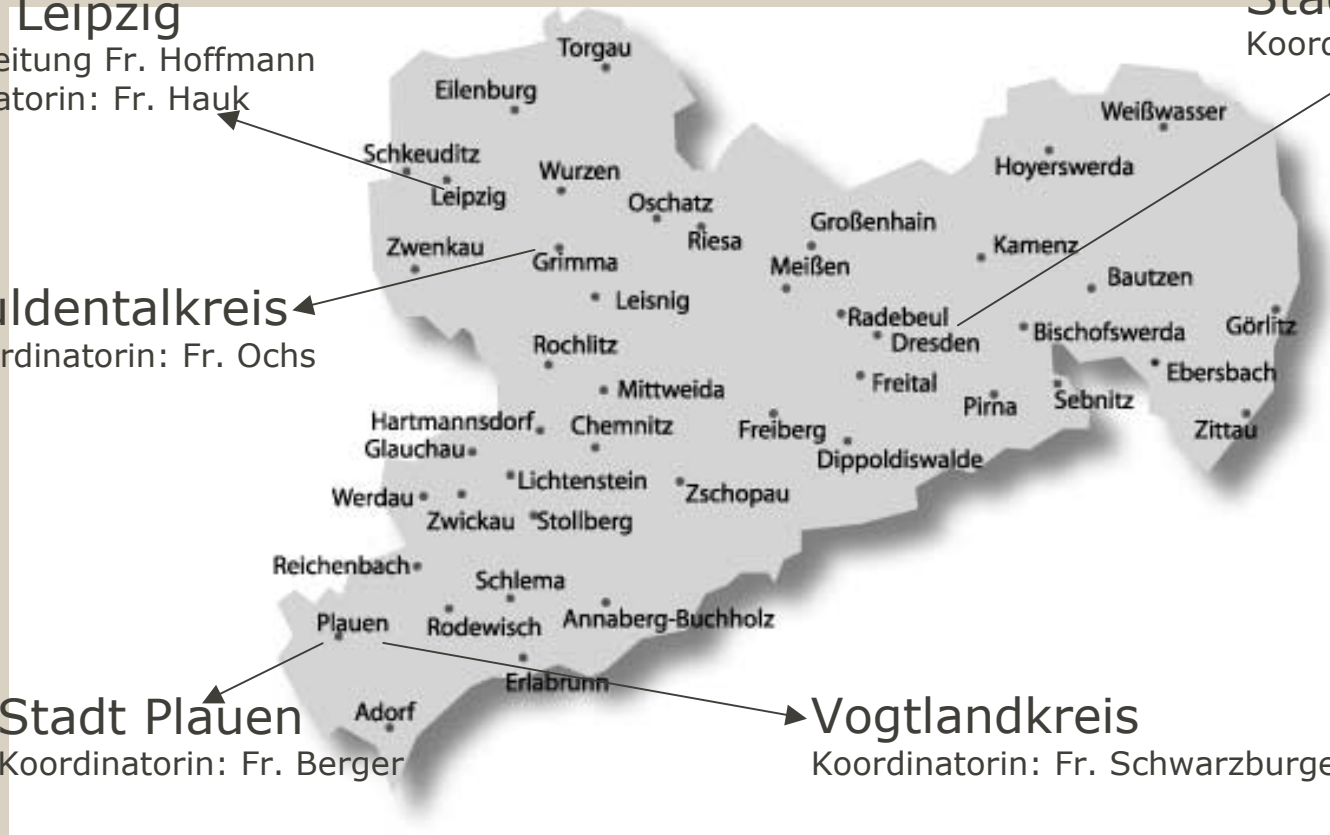 Leipzig
eitung Fr. Hoffmann
atorin: Fr. Hauk
Stad
Koord
Torgau
Eilenburg
Weißwasser
Schkeuditz
Hoyerswerda
Wurzen
Leipzig
Oschatz
Großenhain
Riesa
Zwenkau
Kamenz
Grimma
Meißen
Bautzen
Leisnig
uldentalkreis
rdinatorin: Fr. Ochs
Radebeul
Dresden
Bischofswerda
Görlitz
Rochlitz
Ebersbach
Freital
Mittweida
Pirna
Sebnitz
Hartmannsdorf
Chemnitz
Freiberg
Zittau
Glauchau
Dippoldiswalde
Lichtenstein
Zschopau
Werdau
Zwickau
Stollberg
Reichenbach
Schlema
Plauen
Rodewisch
Annaberg-Buchholz
Erlabrunn
Adorf
Stadt Plauen
Koordinatorin: Fr. Berger
Vogtlandkreis
Koordinatorin: Fr. Schwarzburge